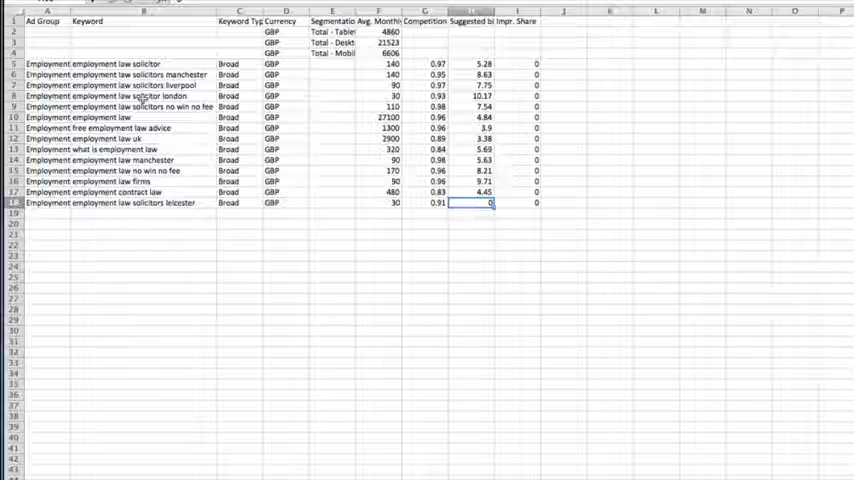 Ad Group Keyword Keyword Typ Currency Segmentatio Avg. Monthly Competition Suggested bi Impr. Share
A B C D E F G H I J K L M N O P
1
2 GBP Total - Table 4860
3 GBP Total - Deskt 21523
4 GBP Total - Mobil 6606
5 Employment employment law solicitor Broad GBP 140 0.97 5.28 0
6 Employment employment law solicitors manchester Broad GBP 140 0.95 8.63 0
7 Employment employment law solicitors liverpool Broad GBP 90 0.97 7.75 0
8 Employment employment law solicitor london Broad GBP 30 0.93 10.17 0
9 Employment employment law solicitors no win no fee Broad GBP 110 0.98 7.54 0
10 Employment employment law Broad GBP 27100 0.96 4.84 0
11 Employment free employment law advice Broad GBP 1300 0.96 3.9 0
12 Employment employment law uk Broad GBP 2900 0.89 3.38 0
13 Employment what is employment law Broad GBP 320 0.84 5.69 0
14 Employment employment law manchester Broad GBP 90 0.98 5.63 0
15 Employment employment law no win no fee Broad GBP 170 0.96 8.21 0
16 Employment employment law firms Broad GBP 90 0.96 9.71 0
17 Employment employment contract law Broad GBP 480 0.83 4.45 0
18 Employment employment law solicitors leicester Broad GBP 30 0.91 0 0
19
20
21
22
23
24
25
26
27
28
29
30
31
32
33
34
35
36
37
38
39
40
41
42
43